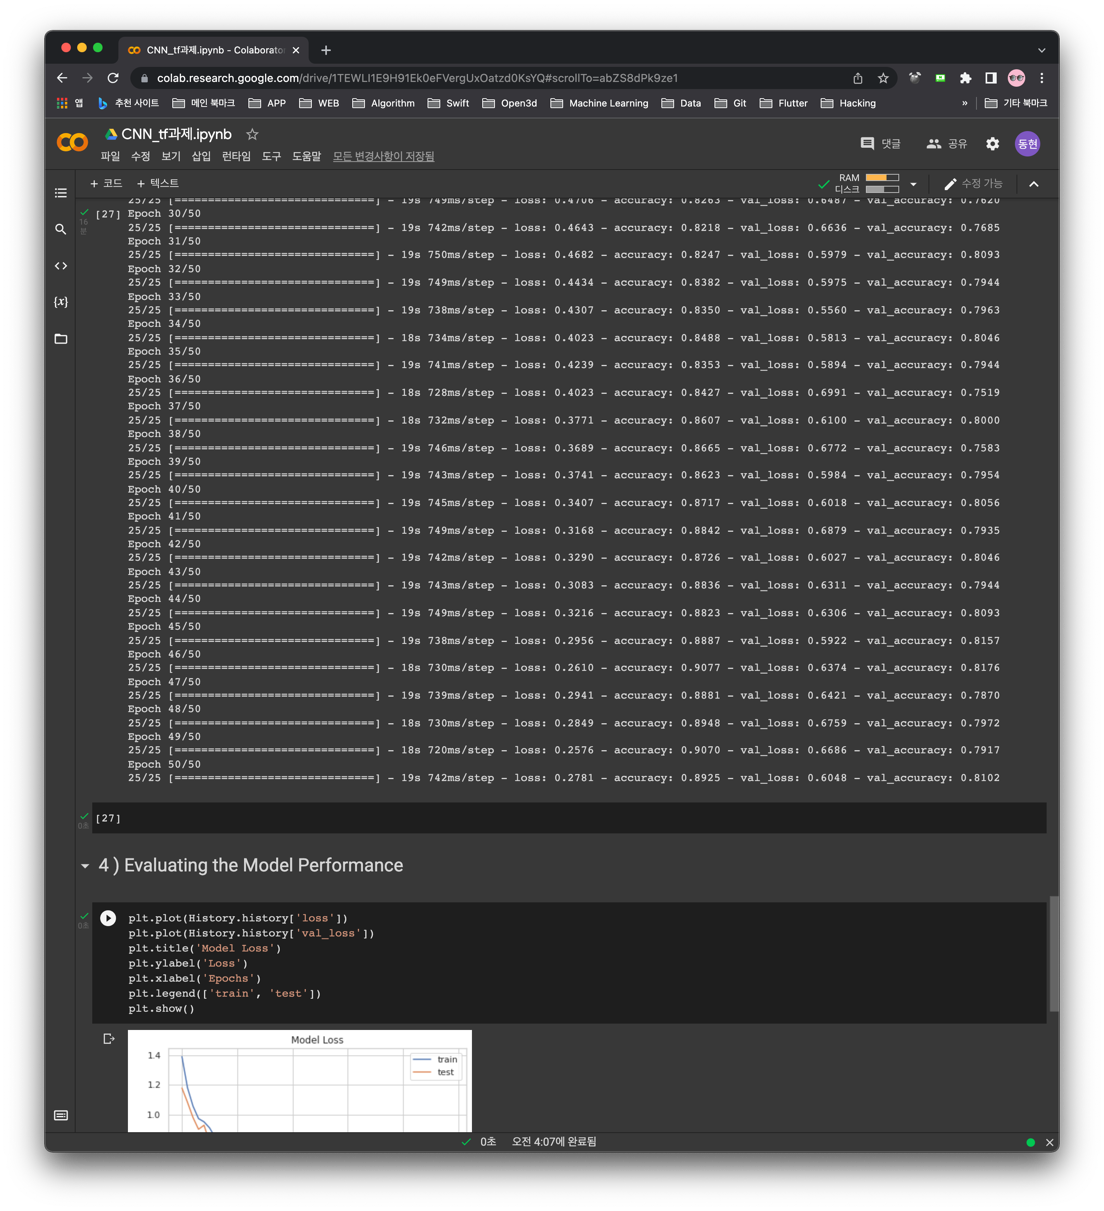 CNN_tf과제.ipynb - Colaborato
colab.research.google.com/drive/1TEWLI1E9H91Ek0eFVergUxOatzd0KsYQ#scrollTo=abZS8dPk9ze1
앱 추천 사이트 메인 북마크 APP WEB Algorithm Swift Open3d Machine Learning Data Git Flutter Hacking » 기타 북마크
CNN_tf과제.ipynb
댓글 공유 동현
파일 수정 보기 삽입 런타임 도구 도움말 모든 변경사항이 저장됨
+ 코드 + 텍스트 RAM 디스크 수정 가능
25/25 [==============================] - 19s 749ms/step - loss: 0.4706 - accuracy: 0.8263 - val_loss: 0.6487 - val_accuracy: 0.7620
[27] Epoch 30/50
16분
25/25 [==============================] - 19s 742ms/step - loss: 0.4643 - accuracy: 0.8218 - val_loss: 0.6636 - val_accuracy: 0.7685
Epoch 31/50
25/25 [==============================] - 19s 750ms/step - loss: 0.4682 - accuracy: 0.8247 - val_loss: 0.5979 - val_accuracy: 0.8093
Epoch 32/50
25/25 [==============================] - 19s 749ms/step - loss: 0.4434 - accuracy: 0.8382 - val_loss: 0.5975 - val_accuracy: 0.7944
Epoch 33/50
25/25 [==============================] - 19s 738ms/step - loss: 0.4307 - accuracy: 0.8350 - val_loss: 0.5560 - val_accuracy: 0.7963
Epoch 34/50
25/25 [==============================] - 18s 734ms/step - loss: 0.4023 - accuracy: 0.8488 - val_loss: 0.5813 - val_accuracy: 0.8046
Epoch 35/50
25/25 [==============================] - 19s 741ms/step - loss: 0.4239 - accuracy: 0.8353 - val_loss: 0.5894 - val_accuracy: 0.7944
Epoch 36/50
25/25 [==============================] - 18s 728ms/step - loss: 0.4023 - accuracy: 0.8427 - val_loss: 0.6991 - val_accuracy: 0.7519
Epoch 37/50
25/25 [==============================] - 18s 732ms/step - loss: 0.3771 - accuracy: 0.8607 - val_loss: 0.6100 - val_accuracy: 0.8000
Epoch 38/50
25/25 [==============================] - 19s 746ms/step - loss: 0.3689 - accuracy: 0.8665 - val_loss: 0.6772 - val_accuracy: 0.7583
Epoch 39/50
25/25 [==============================] - 19s 743ms/step - loss: 0.3741 - accuracy: 0.8623 - val_loss: 0.5984 - val_accuracy: 0.7954
Epoch 40/50
25/25 [==============================] - 19s 745ms/step - loss: 0.3407 - accuracy: 0.8717 - val_loss: 0.6018 - val_accuracy: 0.8056
Epoch 41/50
25/25 [==============================] - 19s 749ms/step - loss: 0.3168 - accuracy: 0.8842 - val_loss: 0.6879 - val_accuracy: 0.7935
Epoch 42/50
25/25 [==============================] - 19s 742ms/step - loss: 0.3290 - accuracy: 0.8726 - val_loss: 0.6027 - val_accuracy: 0.8046
Epoch 43/50
25/25 [==============================] - 19s 743ms/step - loss: 0.3083 - accuracy: 0.8836 - val_loss: 0.6311 - val_accuracy: 0.7944
Epoch 44/50
25/25 [==============================] - 19s 749ms/step - loss: 0.3216 - accuracy: 0.8823 - val_loss: 0.6306 - val_accuracy: 0.8093
Epoch 45/50
25/25 [==============================] - 19s 738ms/step - loss: 0.2956 - accuracy: 0.8887 - val_loss: 0.5922 - val_accuracy: 0.8157
Epoch 46/50
25/25 [==============================] - 18s 730ms/step - loss: 0.2610 - accuracy: 0.9077 - val_loss: 0.6374 - val_accuracy: 0.8176
Epoch 47/50
25/25 [==============================] - 19s 739ms/step - loss: 0.2941 - accuracy: 0.8881 - val_loss: 0.6421 - val_accuracy: 0.7870
Epoch 48/50
25/25 [==============================] - 18s 730ms/step - loss: 0.2849 - accuracy: 0.8948 - val_loss: 0.6759 - val_accuracy: 0.7972
Epoch 49/50
25/25 [==============================] - 18s 720ms/step - loss: 0.2576 - accuracy: 0.9070 - val_loss: 0.6686 - val_accuracy: 0.7917
Epoch 50/50
25/25 [==============================] - 19s 742ms/step - loss: 0.2781 - accuracy: 0.8925 - val_loss: 0.6048 - val_accuracy: 0.8102
[27]
0초
4 ) Evaluating the Model Performance
0초
plt.plot(History.history['loss'])
plt.plot(History.history['val_loss'])
plt.title('Model Loss')
plt.ylabel('Loss')
plt.xlabel('Epochs')
plt.legend(['train', 'test'])
plt.show()
Model Loss
1.4
train
test
1.2
1.0
0초 오전 4:07에 완료됨